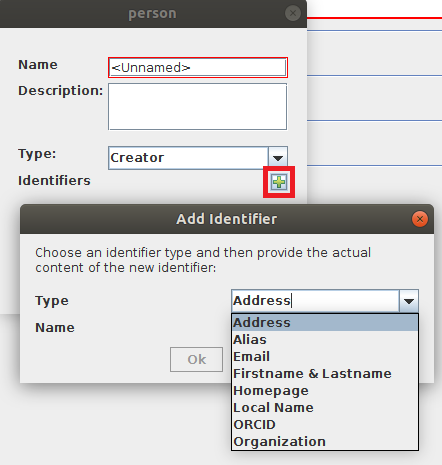 person
Name
<Unnamed>
Description:
Type:
Creator
Identifiers
Add Identifier
Choose an identifier type and then provide the actual
content of the new identifier:
Type
Address
Name
Ok
Address
Alias
Email
Firstname & Lastname
Homepage
Local Name
ORCID
Organization